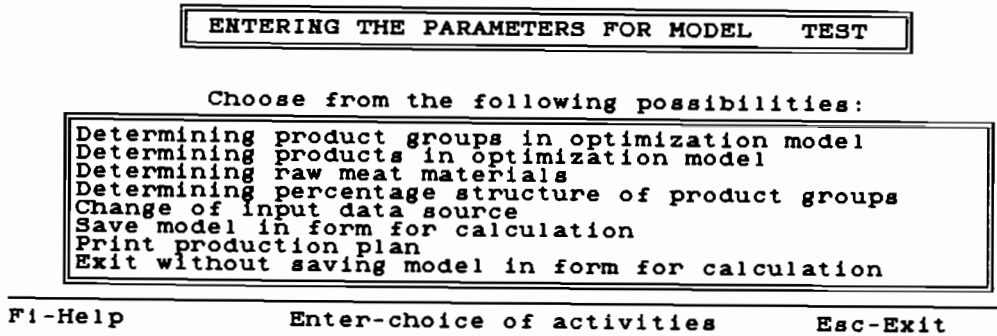 ENTERING THE PARAMETERS FOR MODEL TEST
Choose from the following possibilities:
Determining product groups in optimization model
Determining products in optimization model
Determining raw meat materials
Determining percentage structure of product groups
Change of input data source
Save model in form for calculation
Print production plan
Exit without saving model in form for calculation
F1-Help Enter-choice of activities Esc-Exit